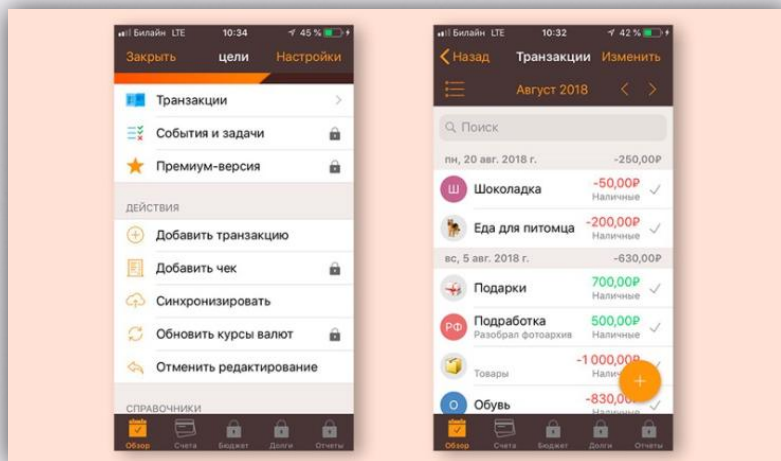 Билайн LTE 10:34 45 %
Закрыть цели Настройки
Транзакции
События и задачи
Премиум-версия
ДЕЙСТВИЯ
Добавить транзакцию
Добавить чек
Синхронизировать
Обновить курсы валют
Отменить редактирование
СПРАВОЧНИКИ
Обзор Счета Бюджет Долги Отчеты
Билайн LTE 10:32 42 %
Назад Транзакции Изменить
Август 2018
Поиск
пн, 20 авг. 2018 г. -250,00₽
Ш Шоколадка -50,00₽
Наличные
Еда для питомца -200,00₽
Наличные
вс, 5 авг. 2018 г. -630,00₽
Подарки 700,00₽
Наличные
РФ Подработка 500,00₽
Разобрал фотоархив Наличные
-1 000,00₽
Товары
О Обувь
Наличные
Обзор Счета Бюджет Долги Отчеты